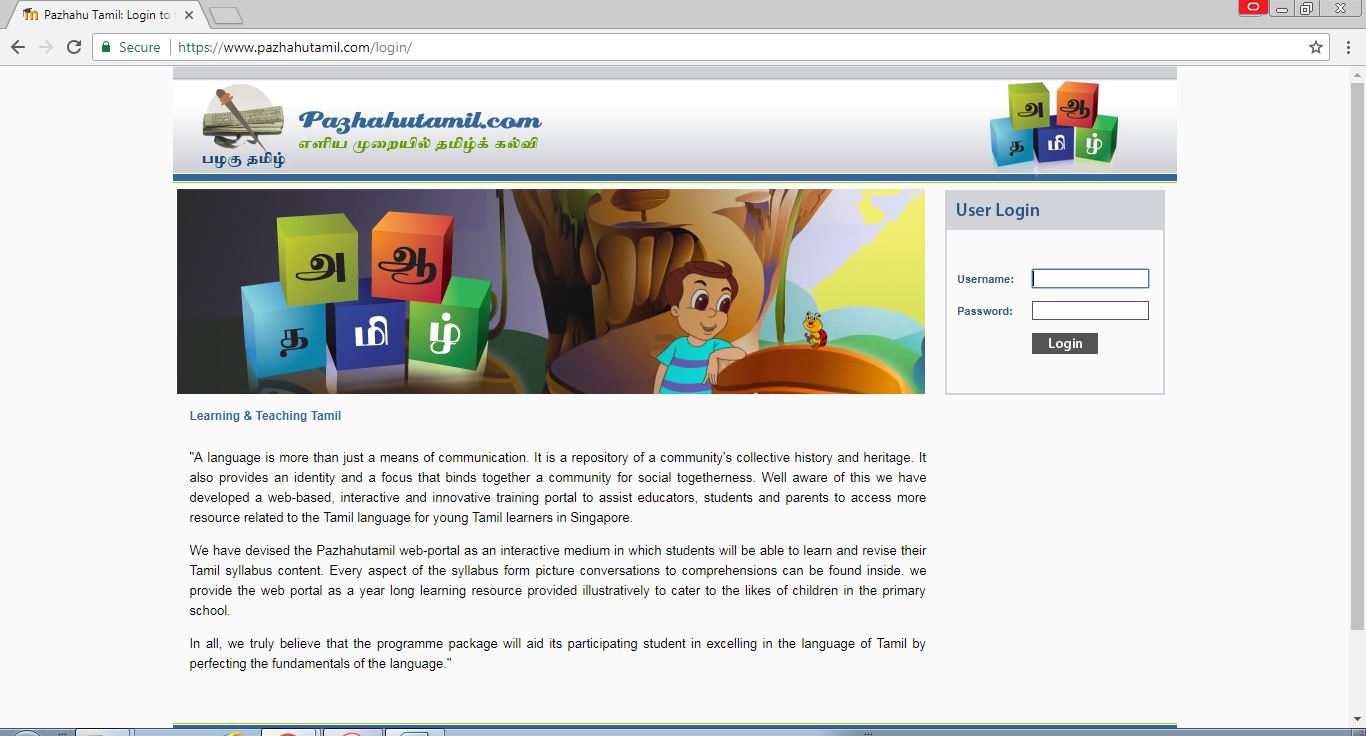 Pazhahu Tamil: Login to
Secure https://www.pazhahutamil.com/login/
Pazhahutamil.com
எளிய முறையில் தமிழ்க் கல்வி
பழகு தமிழ்
அ ஆ
த மி ழ்
அ ஆ
த மி ழ்
User Login
Username:
Password:
Login
Learning & Teaching Tamil
"A language is more than just a means of communication. It is a repository of a community's collective history and heritage. It
also provides an identity and a focus that binds together a community for social togetherness. Well aware of this we have
developed a web-based, interactive and innovative training portal to assist educators, students and parents to access more
resource related to the Tamil language for young Tamil learners in Singapore.
We have devised the Pazhahutamil web-portal as an interactive medium in which students will be able to learn and revise their
Tamil syllabus content. Every aspect of the syllabus form picture conversations to comprehensions can be found inside. we
provide the web portal as a year long learning resource provided illustratively to cater to the likes of children in the primary
school.
In all, we truly believe that the programme package will aid its participating student in excelling in the language of Tamil by
perfecting the fundamentals of the language."